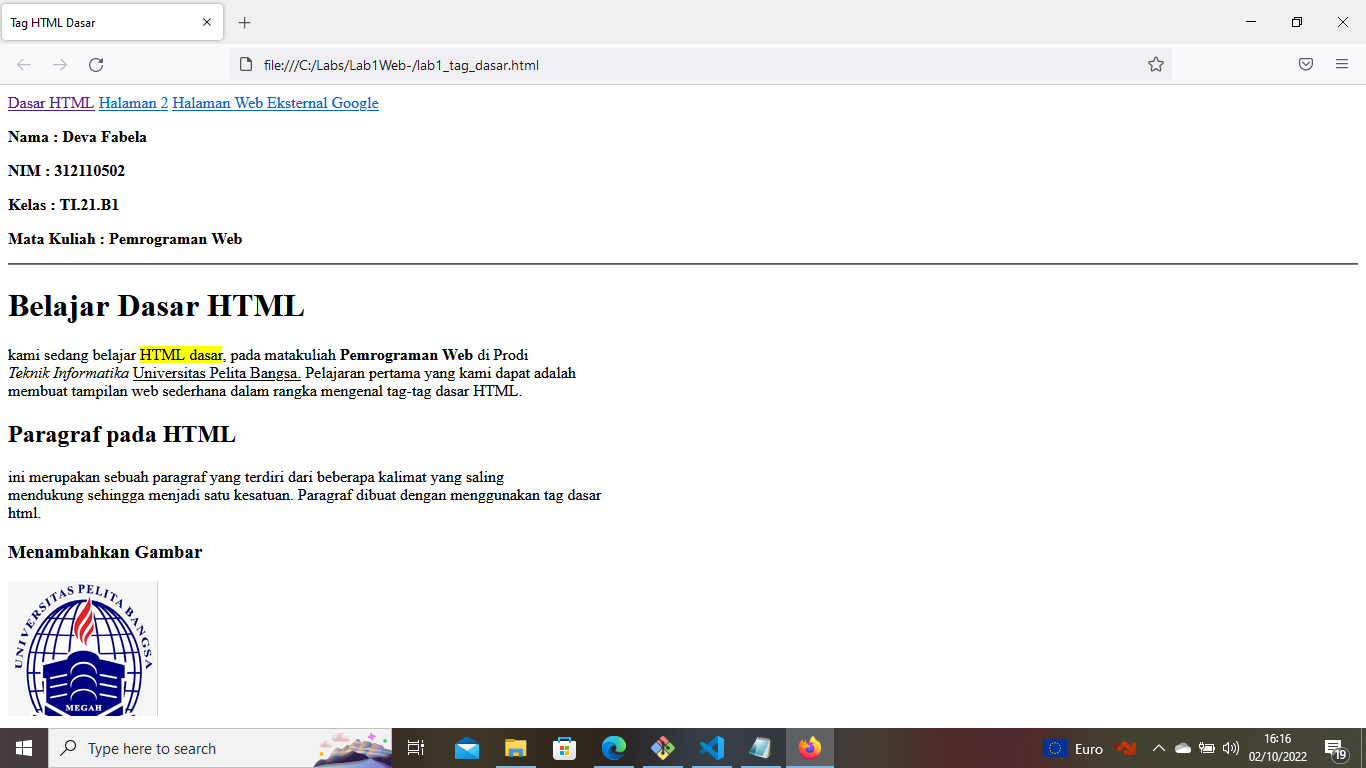 Tag HTML Dasar
file:///C:/Labs/Lab1Web-/lab1_tag_dasar.html
Dasar HTML Halaman 2 Halaman Web Eksternal Google
Nama : Deva Fabela
NIM : 312110502
Kelas : TI.21.B1
Mata Kuliah : Pemrograman Web
Belajar Dasar HTML
kami sedang belajar HTML dasar, pada matakuliah Pemrograman Web di Prodi
Teknik Informatika Universitas Pelita Bangsa. Pelajaran pertama yang kami dapat adalah
membuat tampilan web sederhana dalam rangka mengenal tag-tag dasar HTML.
Paragraf pada HTML
ini merupakan sebuah paragraf yang terdiri dari beberapa kalimat yang saling
mendukung sehingga menjadi satu kesatuan. Paragraf dibuat dengan menggunakan tag dasar
html.
Menambahkan Gambar
UNIVERSITAS PELITA BANGSA
MEGAH
Type here to search
Euro
16:16
02/10/2022
19